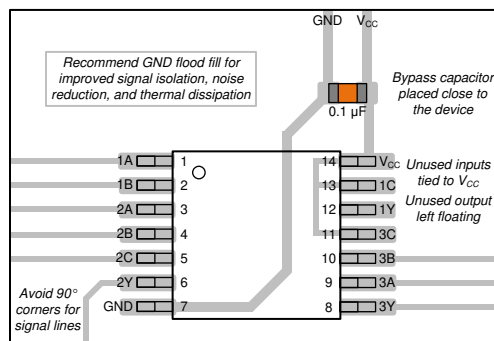 GND
VCC
Recommend GND flood fill for
improved signal isolation, noise
reduction, and thermal dissipation
Bypass capacitor
placed close to
the device
0.1 µF
1A 1
1B 2
2A 3
2B 4
2C 5
2Y 6
GND 7
14 VCC
13 1C
12 1Y
11 3C
10 3B
9 3A
8 3Y
Unused inputs
tied to VCC
Unused output
left floating
Avoid 90°
corners for
signal lines